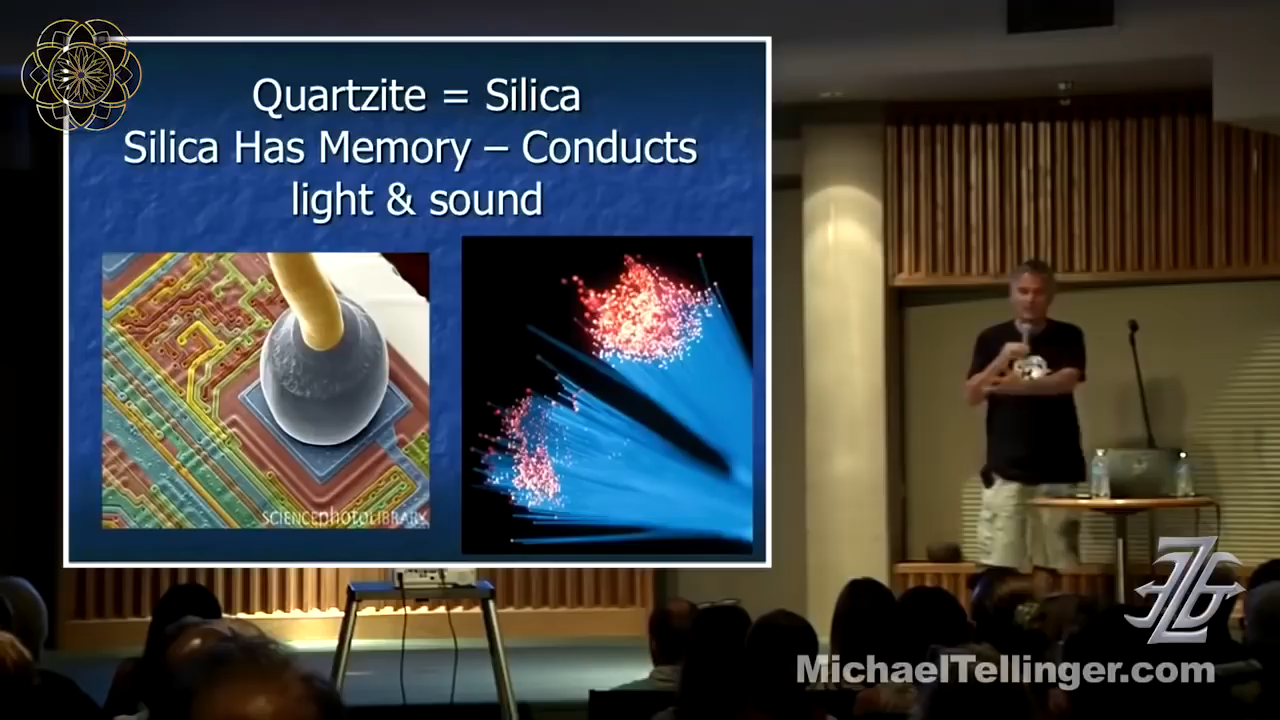 Quartzite = Silica
Silica Has Memory – Conducts
light & sound
SCIENCEphotoLIBRARY
MichaelTellinger.com